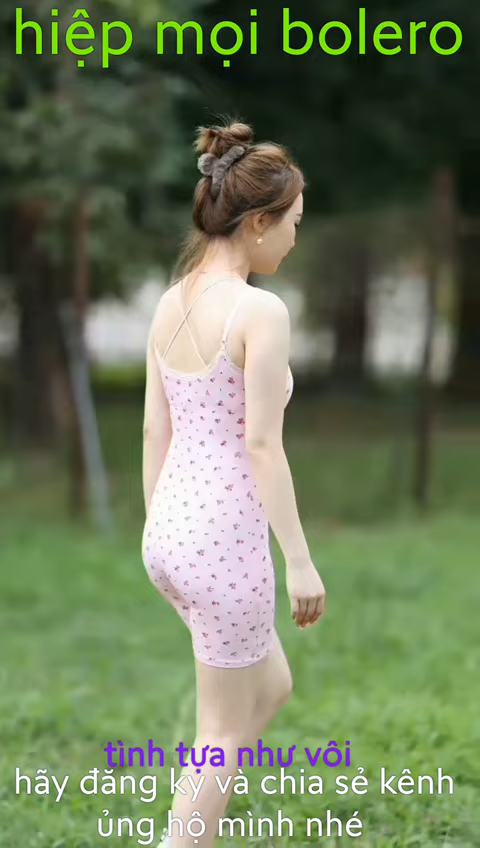 hiệp mọi bolero
tình tựa như vôi
hãy đăng ký và chia sẻ kênh
ủng hộ mình nhé